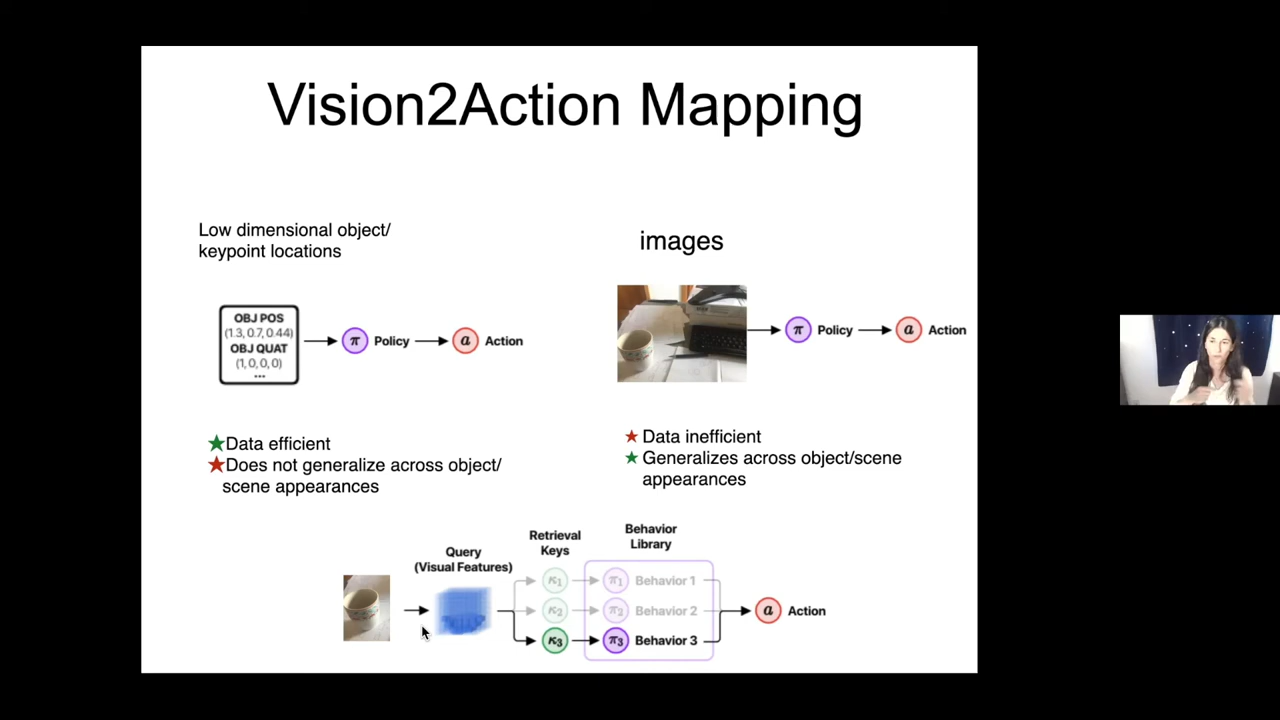 Vision2Action Mapping
Low dimensional object/
keypoint locations
OBJ POS
(1.3, 0.7, 0.44)
OBJ QUAT
(1, 0, 0, 0)
...
π Policy
a Action
★Data efficient
★Does not generalize across object/
scene appearances
images
π Policy
a Action
★ Data inefficient
★ Generalizes across object/scene
appearances
Query
(Visual Features)
Retrieval
Keys
Behavior
Library
κ1 π1 Behavior 1
κ2 π2 Behavior 2
κ3 π3 Behavior 3
a Action